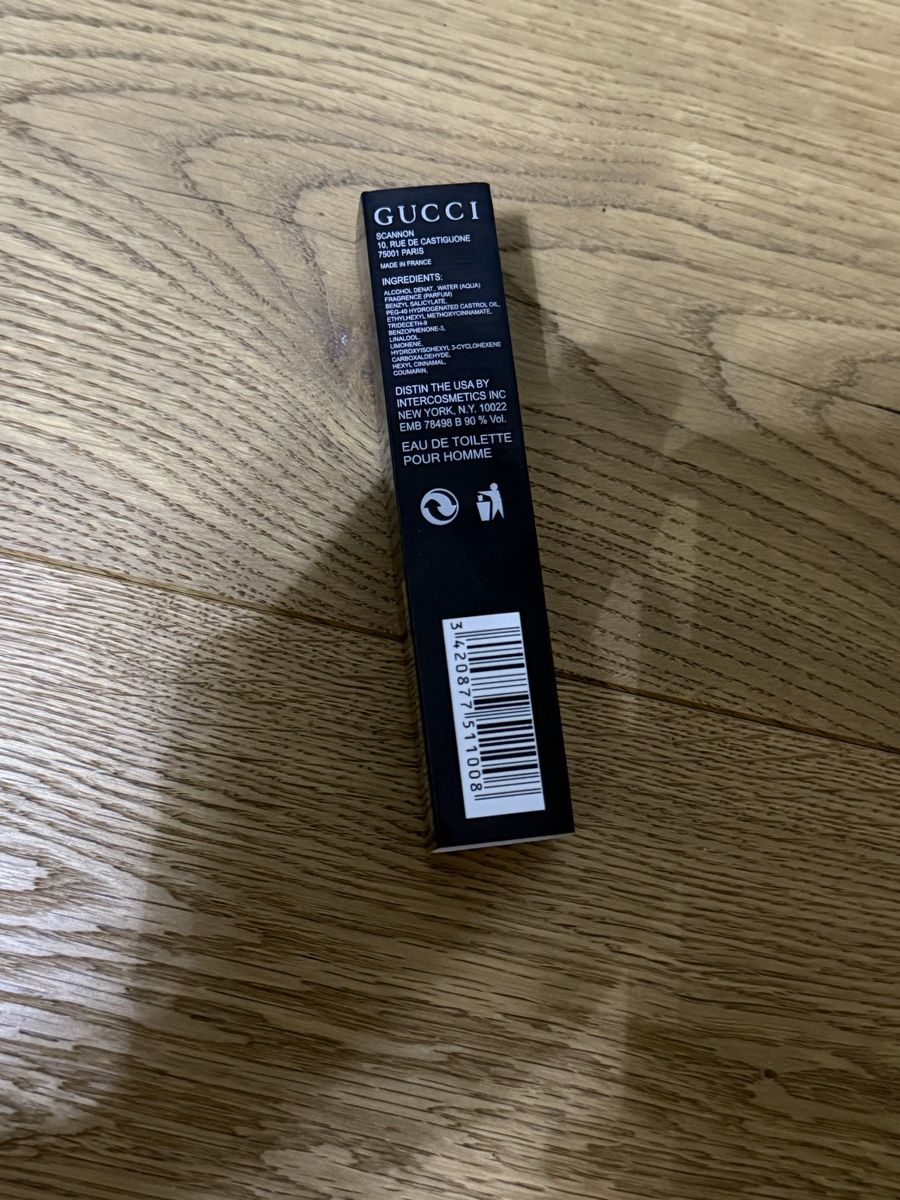 GUCCI
SCANNON
10, RUE DE CASTIGUONE
75001 PARIS
MADE IN FRANCE
INGREDIENTS:
ALCOHOL DENAT., WATER (AQUA)
FRAGRENCE (PARFUM)
BENZYL SALICYLATE,
PEG-40 HYDROGENATED CASTROL OIL,
ETHYLHEXYL METHOXYCINNAMATE,
TRIDECETH-9
BENZOPHENONE-3,
LINALOOL,
LIMONENE,
HYDROXYISOHEXYL 3-CYCLOHEXENE
CARBOXALDEHYDE,
HEXYL CINNAMAL,
COUMARIN,
DISTIN THE USA BY
INTERCOSMETICS INC
NEW YORK, N.Y. 10022
EMB 78498 B 90 % Vol.
EAU DE TOILETTE
POUR HOMME
3 420877 511008